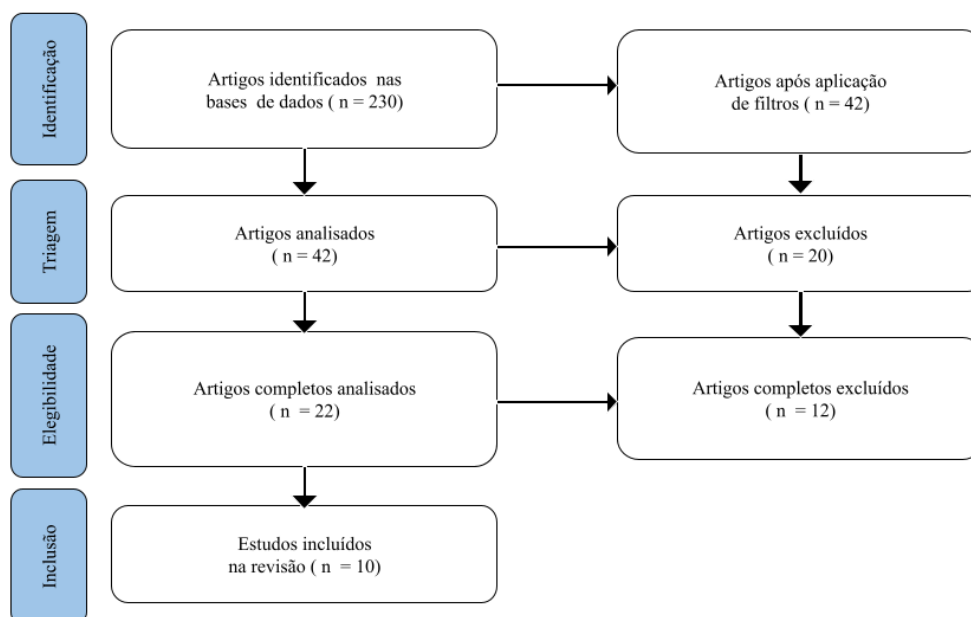 Identificação
Artigos identificados nas
bases de dados ( n = 230)
Artigos após aplicação
de filtros ( n = 42)
Triagem
Artigos analisados
( n = 42)
Artigos excluídos
( n = 20)
Elegibilidade
Artigos completos analisados
( n = 22)
Artigos completos excluídos
( n = 12)
Inclusão
Estudos incluídos
na revisão ( n = 10)